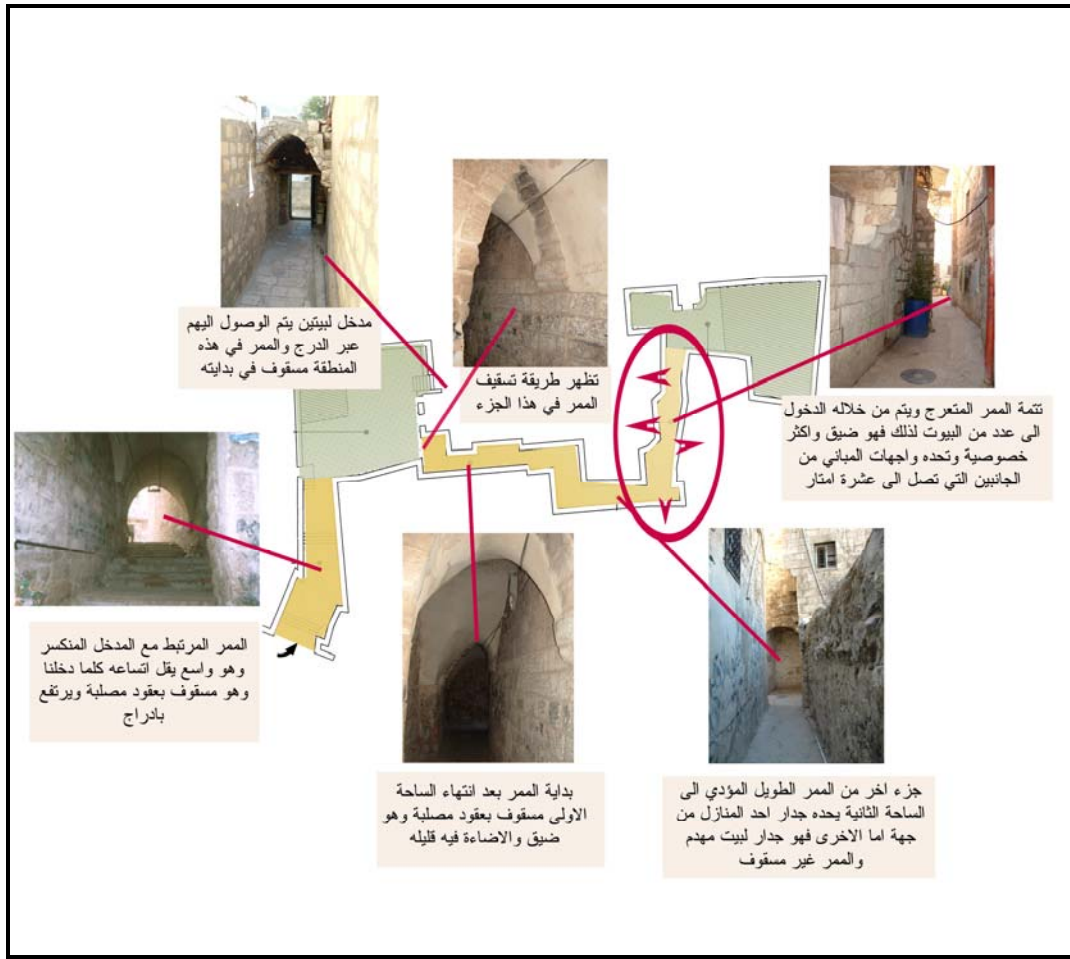 مدخل لبيتين يتم الوصول اليهم
عبر الدرج والممر في هذه
المنطقة مسقوف في بدايته
تظهر طريقة تسقيف
الممر في هذا الجزء
تتمة الممر المتعرج ويتم من خلاله الدخول
الى عدد من البيوت لذلك فهو ضيق واكثر
خصوصية وتحده واجهات المباني من
الجانبين التي تصل الى عشرة امتار
الممر المرتبط مع المدخل المنكسر
وهو واسع يقل اتساعه كلما دخلنا
وهو مسقوف بعقود مصلبة ويرتفع
بادراج
بداية الممر بعد انتهاء الساحة
الاولى مسقوف بعقود مصلبة وهو
ضيق والاضاءة فيه قليله
جزء اخر من الممر الطويل المؤدي الى
الساحة الثانية يحده جدار احد المنازل من
جهة اما الاخرى فهو جدار لبيت مهدم
والممر غير مسقوف